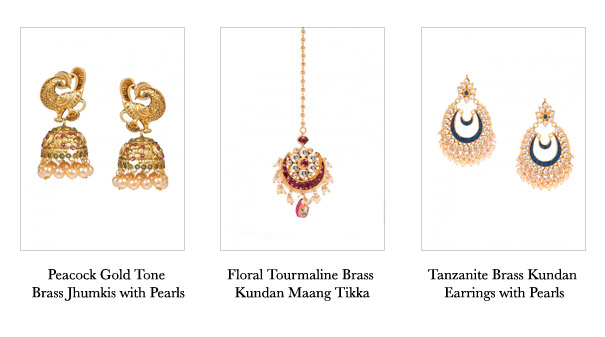 Peacock Gold Tone
Brass Jhumkis with Pearls
Floral Tourmaline Brass
Kundan Maang Tikka
Tanzanite Brass Kundan
Earrings with Pearls